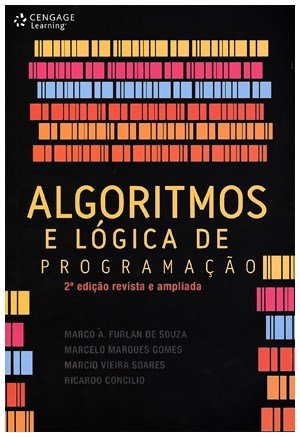 CENGAGE
Learning™
ALGORITMOS
E LÓGICA DE
PROGRAMAÇÃO
2ª edição revista e ampliada
MARCO A. FURLAN DE SOUZA
MARCELO MARQUES GOMES
MARCIO VIEIRA SOARES
RICARDO CONCILIO